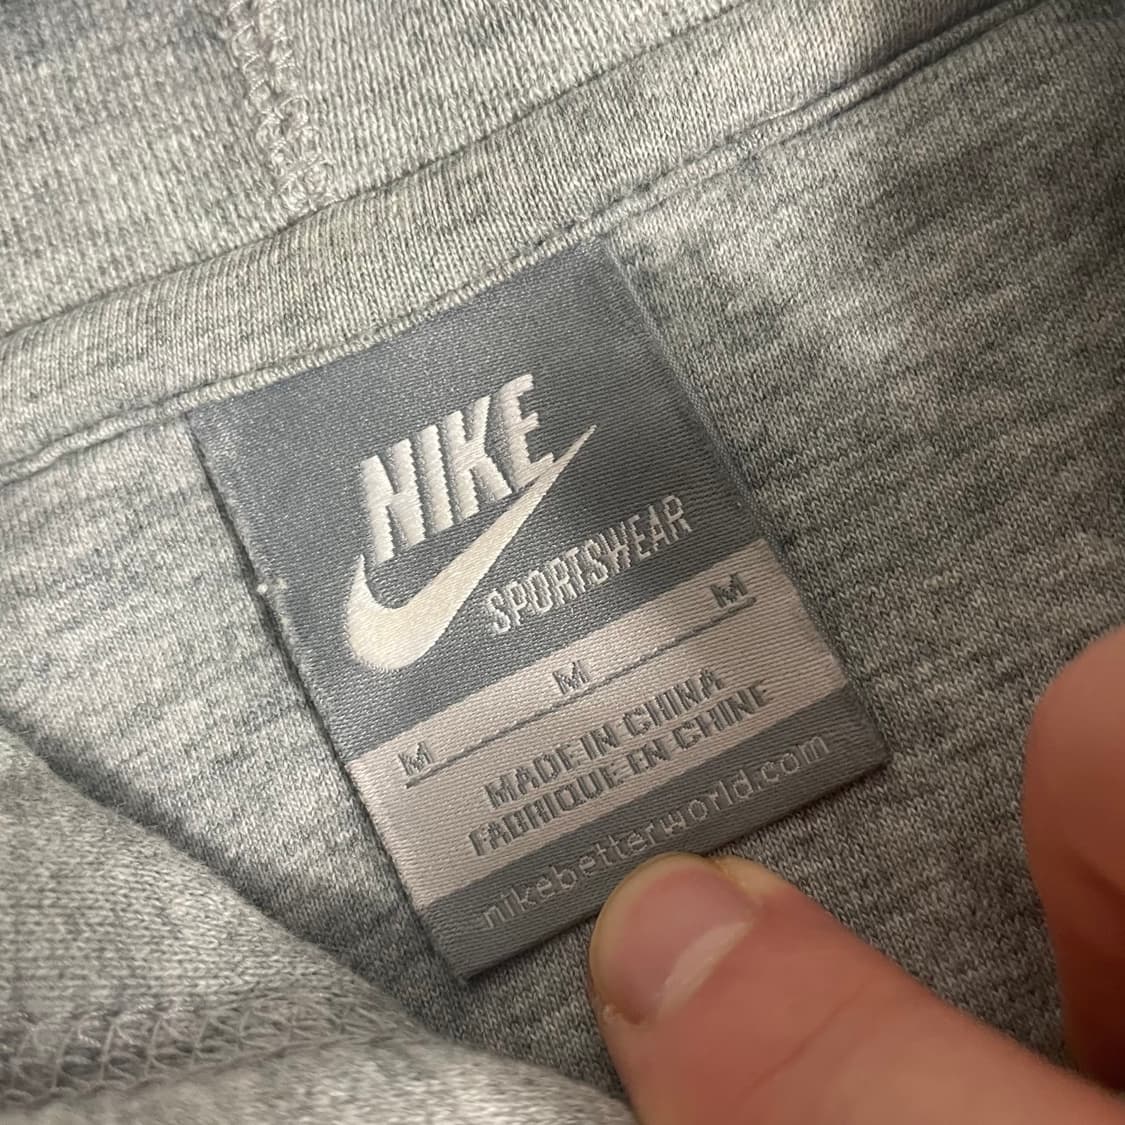 NIKE
SPORTSWEAR
M M M
MADE IN CHINA
FABRIQUE EN CHINE
nikebetterworld.com